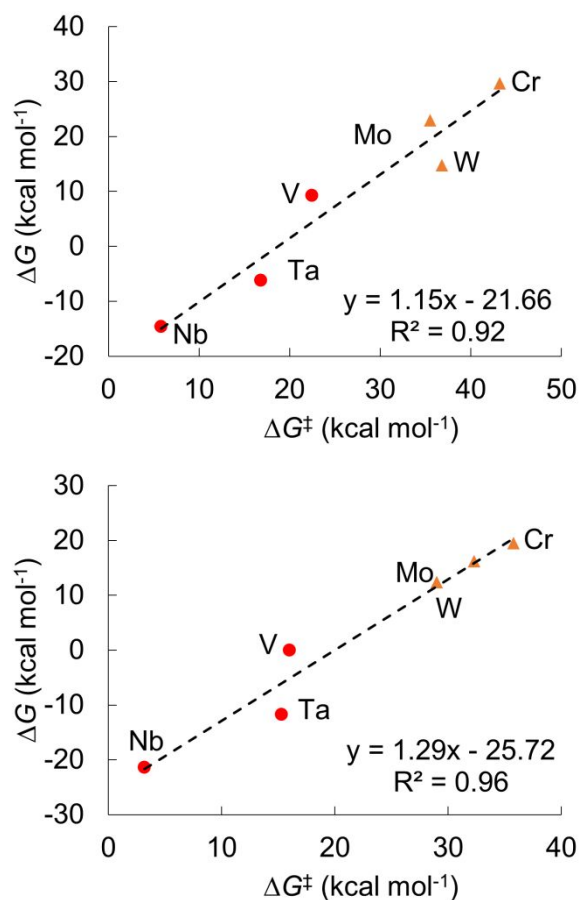 40
30
20
10
0
-10
-20
ΔG (kcal mol⁻¹)
Cr
Mo
W
V
Ta
Nb
y = 1.15x - 21.66
R² = 0.92
0 10 20 30 40 50
ΔG‡ (kcal mol⁻¹)
30
20
10
0
-10
-20
-30
ΔG (kcal mol⁻¹)
Cr
Mo
W
V
Ta
Nb
y = 1.29x - 25.72
R² = 0.96
0 10 20 30 40
ΔG‡ (kcal mol⁻¹)